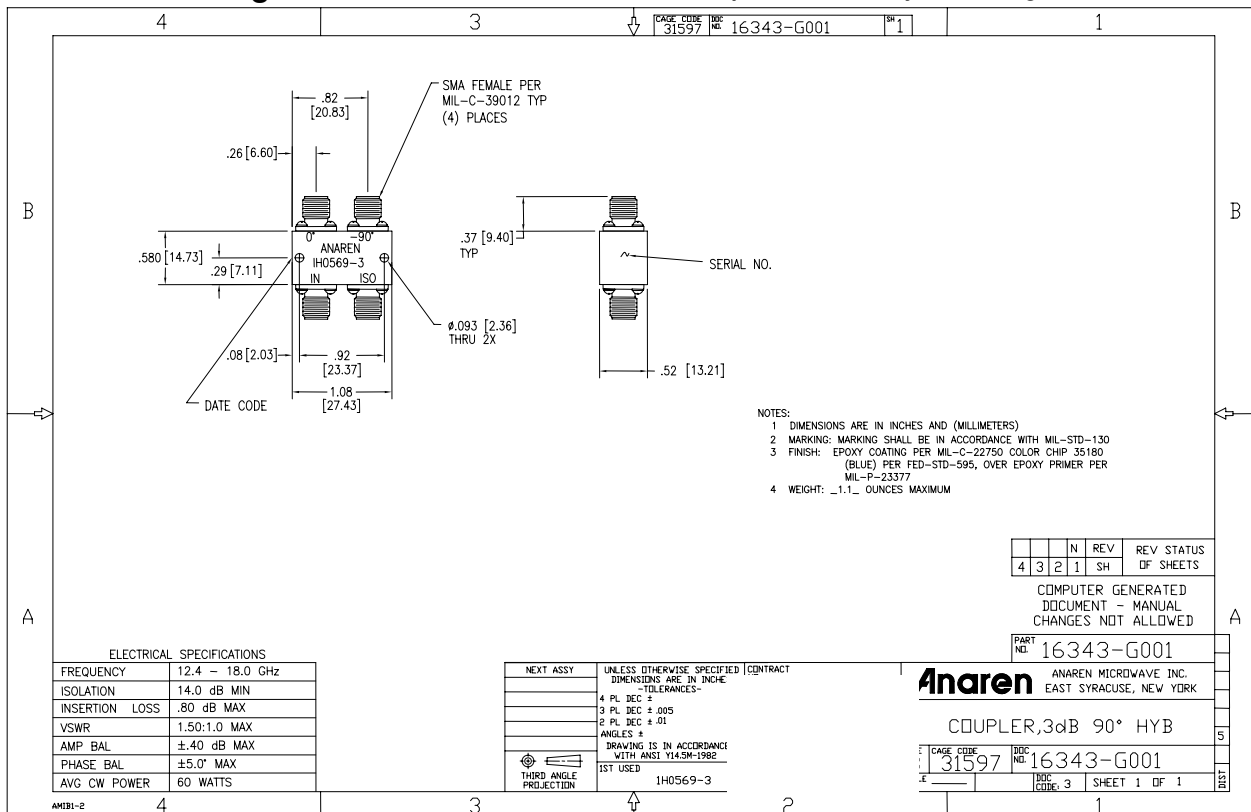 4
3
CAGE CODE
31597
DOC
NO.
16343-G001
SH
1
1
SMA FEMALE PER
MIL-C-39012 TYP
(4) PLACES
.82
[20.83]
.26 [6.60]
B
B
0°
-90°
ANAREN
1H0569-3
IN
ISO
.580 [14.73]
.29 [7.11]
.37 [9.40]
TYP
SERIAL NO.
ø.093 [2.36]
THRU 2X
.08 [2.03]
.92
[23.37]
1.08
[27.43]
DATE CODE
.52 [13.21]
NOTES:
1 DIMENSIONS ARE IN INCHES AND (MILLIMETERS)
2 MARKING: MARKING SHALL BE IN ACCORDANCE WITH MIL-STD-130
3 FINISH: EPOXY COATING PER MIL-C-22750 COLOR CHIP 35180
(BLUE) PER FED-STD-595, OVER EPOXY PRIMER PER
MIL-P-23377
4 WEIGHT: _1.1_ OUNCES MAXIMUM
N REV REV STATUS
4 3 2 1 SH OF SHEETS
COMPUTER GENERATED
DOCUMENT - MANUAL
CHANGES NOT ALLOWED
A
A
PART
NO. 16343-G001
ELECTRICAL SPECIFICATIONS
FREQUENCY 12.4 - 18.0 GHz
ISOLATION 14.0 dB MIN
INSERTION LOSS .80 dB MAX
VSWR 1.50:1.0 MAX
AMP BAL ±.40 dB MAX
PHASE BAL ±5.0° MAX
AVG CW POWER 60 WATTS
NEXT ASSY
UNLESS OTHERWISE SPECIFIED
DIMENSIONS ARE IN INCHE
-TOLERANCES-
4 PL DEC ±
3 PL DEC ± .005
2 PL DEC ± .01
ANGLES ±
DRAWING IS IN ACCORDANCE
WITH ANSI Y14.5M-1982
THIRD ANGLE
PROJECTION
1ST USED
1H0569-3
CONTRACT
Anaren
ANAREN MICROWAVE INC.
EAST SYRACUSE, NEW YORK
COUPLER,3dB 90° HYB
CAGE CODE
31597
DOC
NO. 16343-G001
DOC
CODE: 3
SHEET 1 OF 1
5
DIST
AMIB1-2
4
3
2
1